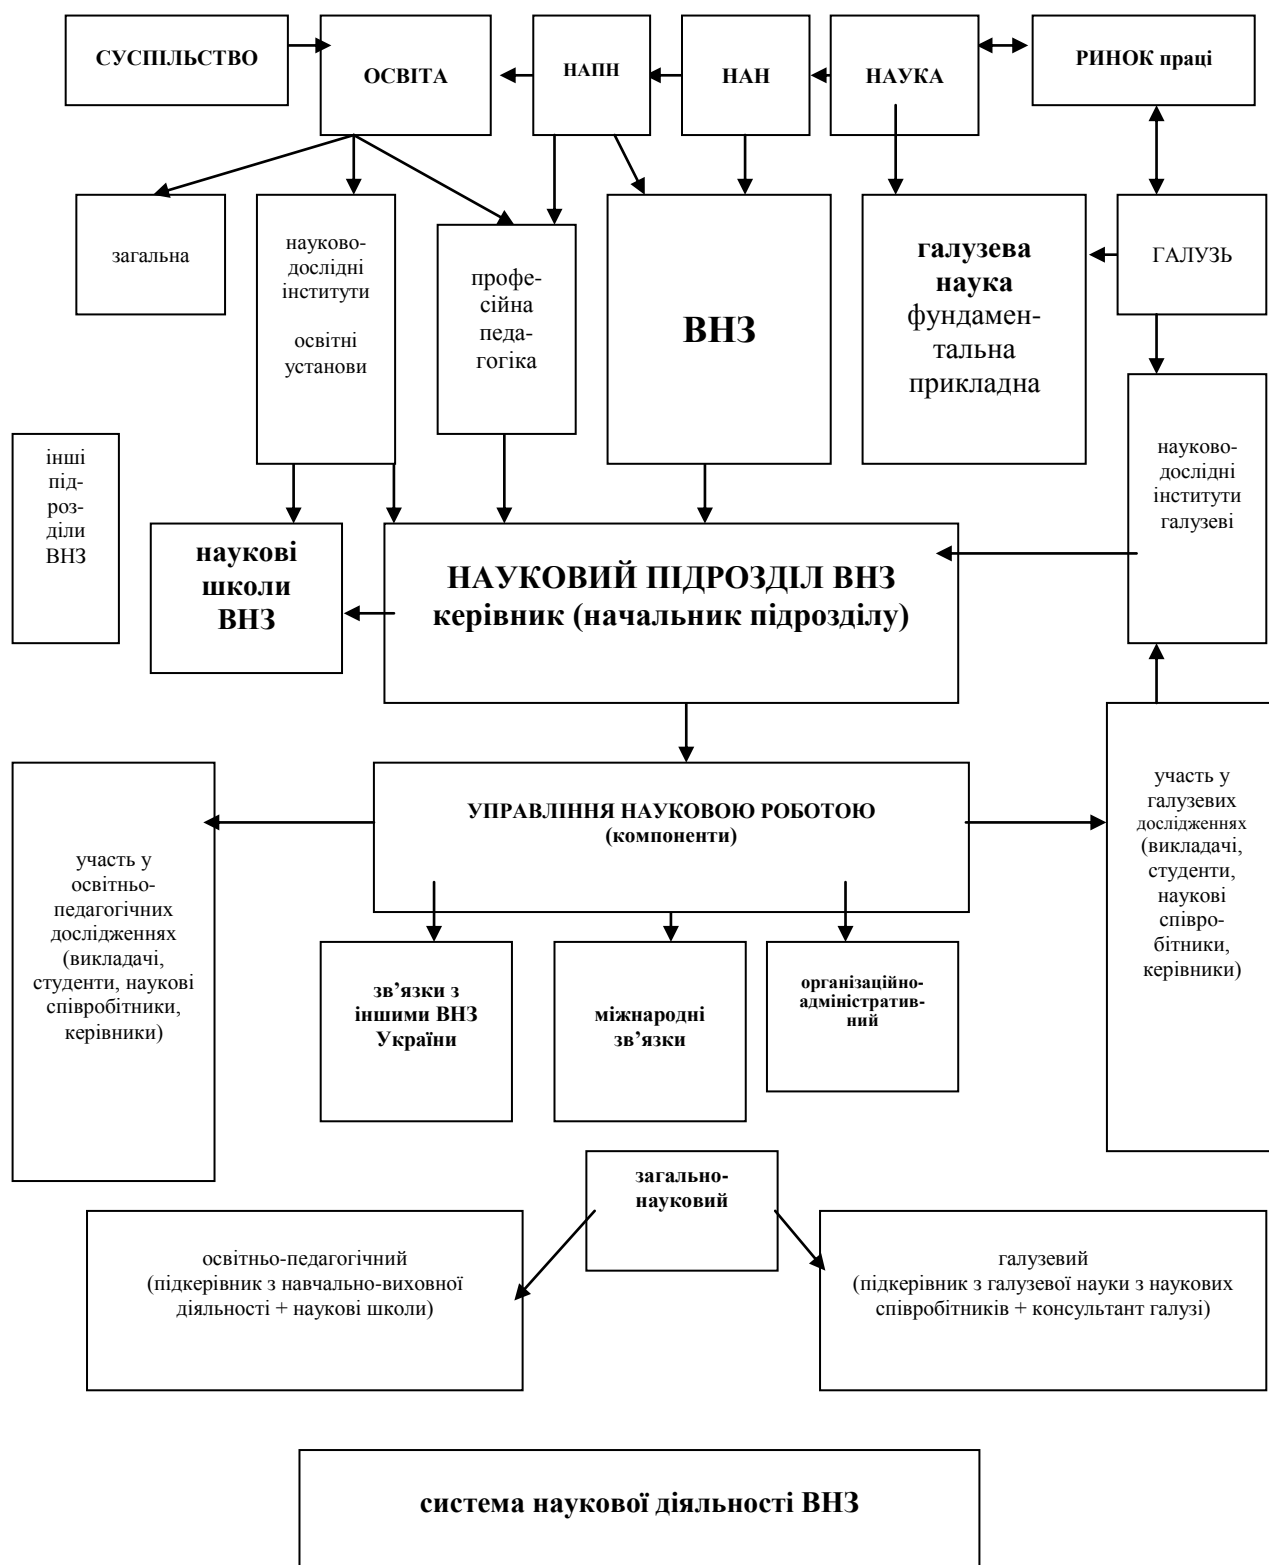 СУСПІЛЬСТВО
ОСВІТА
НАПН
НАН
НАУКА
РИНОК праці
загальна
науково-
дослідні
інститути
освітні
установи
профе-
сійна
педа-
гогіка
ВНЗ
галузева
наука
фундамен-
тальна
прикладна
ГАЛУЗЬ
інші
під-
роз-
діли
ВНЗ
науково-
дослідні
інститути
галузеві
наукові
школи
ВНЗ
НАУКОВИЙ ПІДРОЗДІЛ ВНЗ
керівник (начальник підрозділу)
участь у
освітньо-
педагогічних
дослідженнях
(викладачі,
студенти, наукові
співробітники,
керівники)
УПРАВЛІННЯ НАУКОВОЮ РОБОТОЮ
(компоненти)
участь у
галузевих
дослідженнях
(викладачі,
студенти,
наукові
співро-
бітники,
керівники)
зв’язки з
іншими ВНЗ
України
міжнародні
зв’язки
організаційно-
адміністратив-
ний
загально-
науковий
освітньо-педагогічний
(підкерівник з навчально-виховної
діяльності + наукові школи)
галузевий
(підкерівник з галузевої науки з наукових
співробітників + консультант галузі)
система наукової діяльності ВНЗ